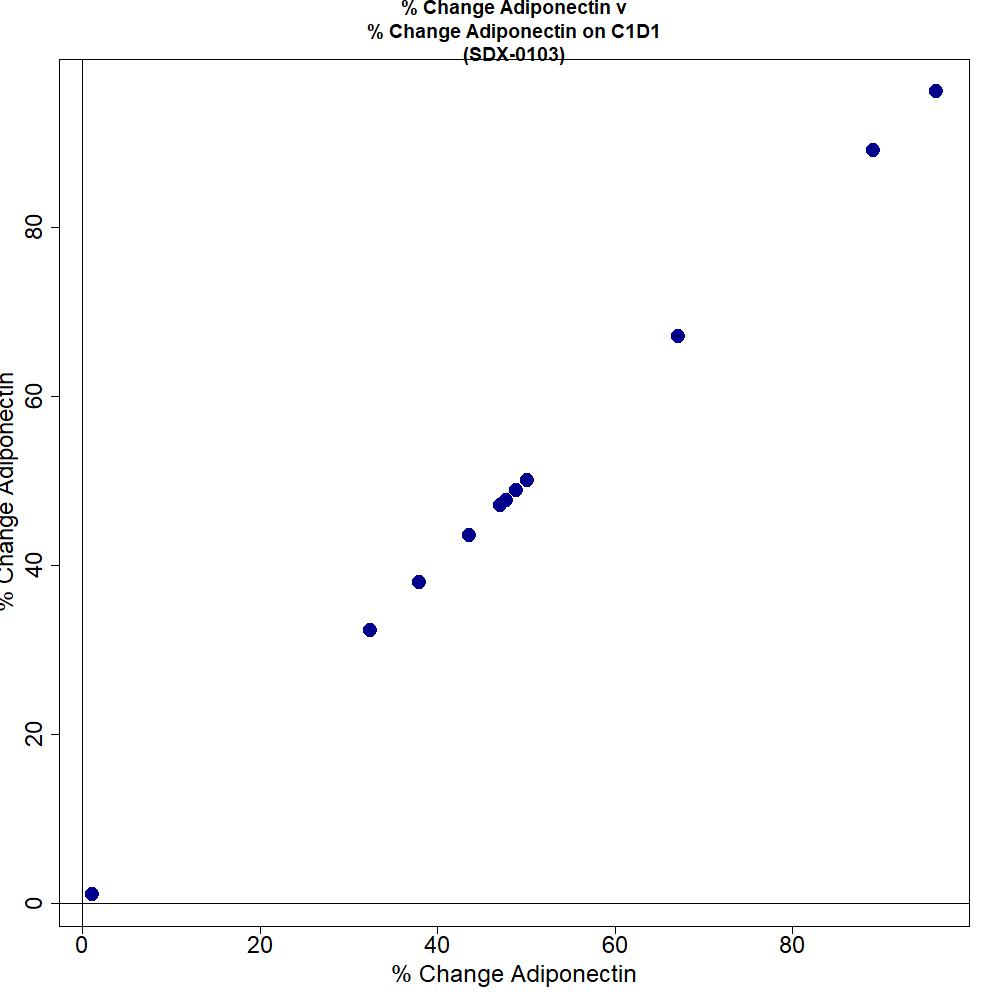 % Change Adiponectin v
% Change Adiponectin on C1D1
(SDX-0103)
% Change Adiponectin
80
60
40
20
0
0 20 40 60 80
% Change Adiponectin